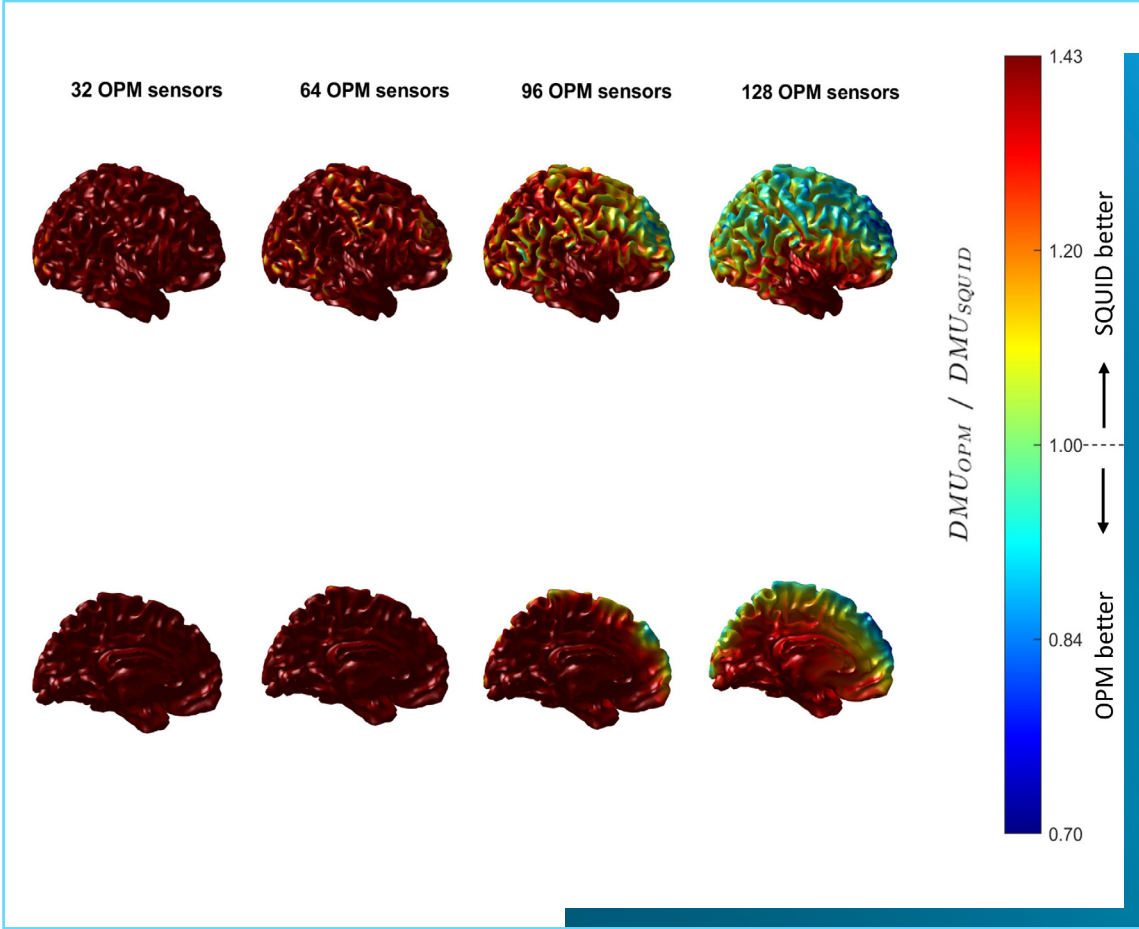 32 OPM sensors
64 OPM sensors
96 OPM sensors
128 OPM sensors
DMU_OPM / DMU_SQUID
1.43
1.20
1.00
0.84
0.70
SQUID better
OPM better